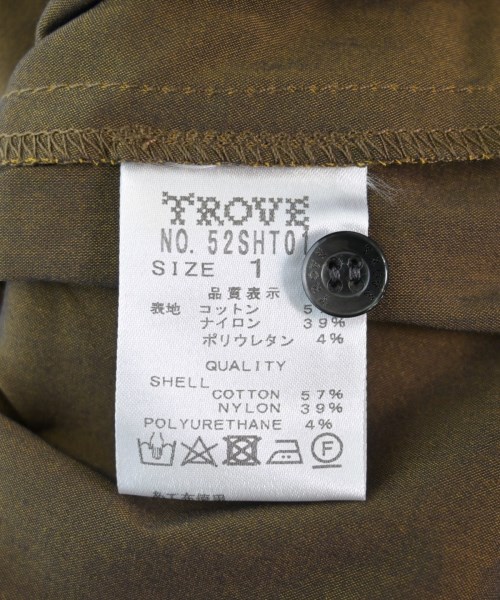 TROVE
NO. 52SHT01
SIZE 1
品質表示
表地 コットン 5
ナイロン 39%
ポリウレタン 4%
QUALITY
SHELL
COTTON 57%
NYLON 39%
POLYURETHANE 4%
F